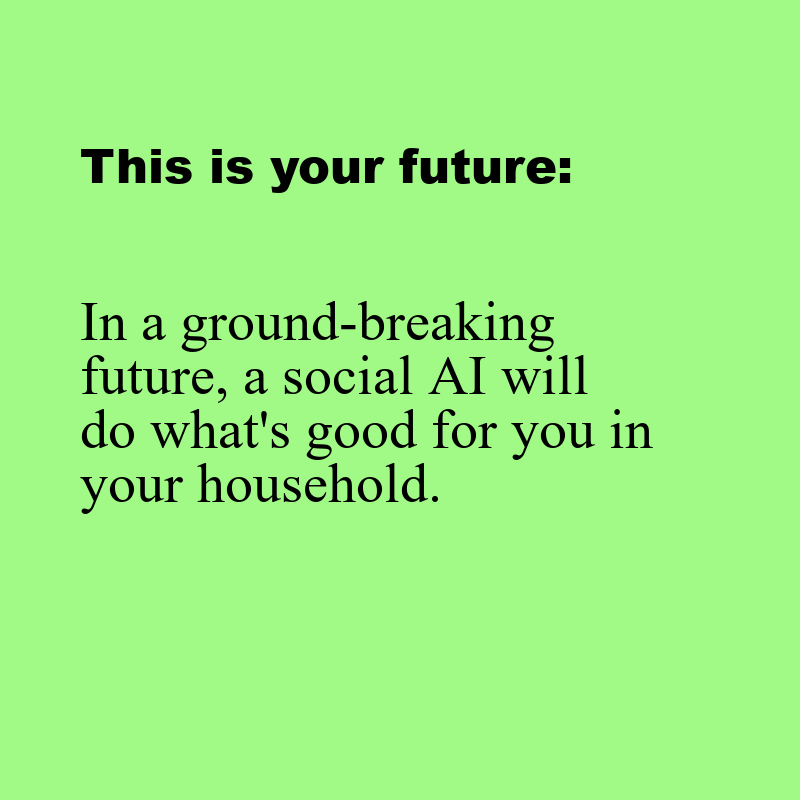 This is your future:
In a ground-breaking
future, a social AI will
do what's good for you in
your household.